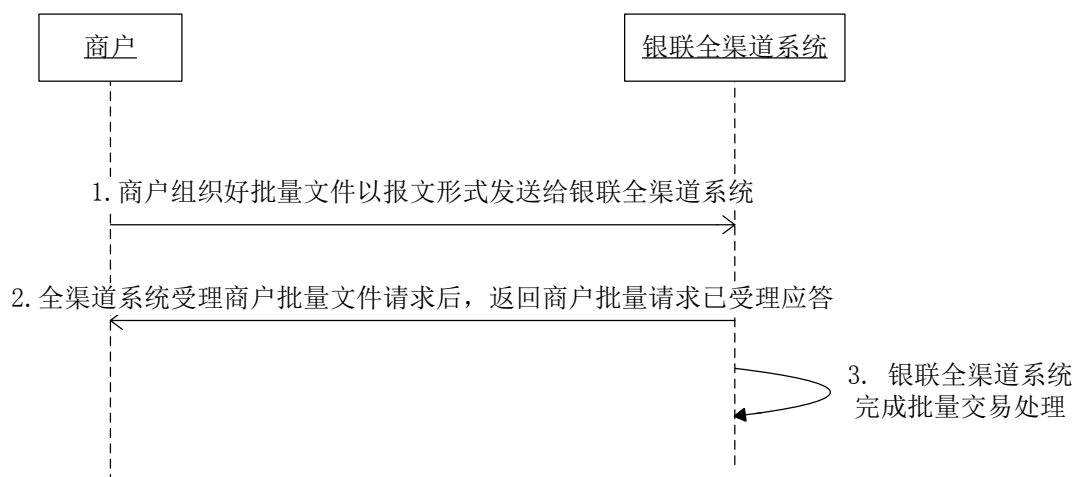 商户
银联全渠道系统
1.商户组织好批量文件以报文形式发送给银联全渠道系统
2.全渠道系统受理商户批量文件请求后，返回商户批量请求已受理应答
3. 银联全渠道系统
完成批量交易处理